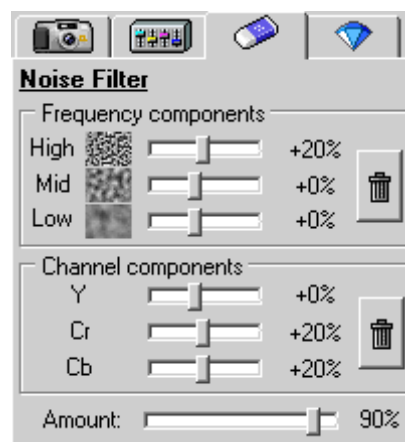 Noise Filter
Frequency components
High +20%
Mid +0%
Low +0%
Channel components
Y +0%
Cr +20%
Cb +20%
Amount: 90%